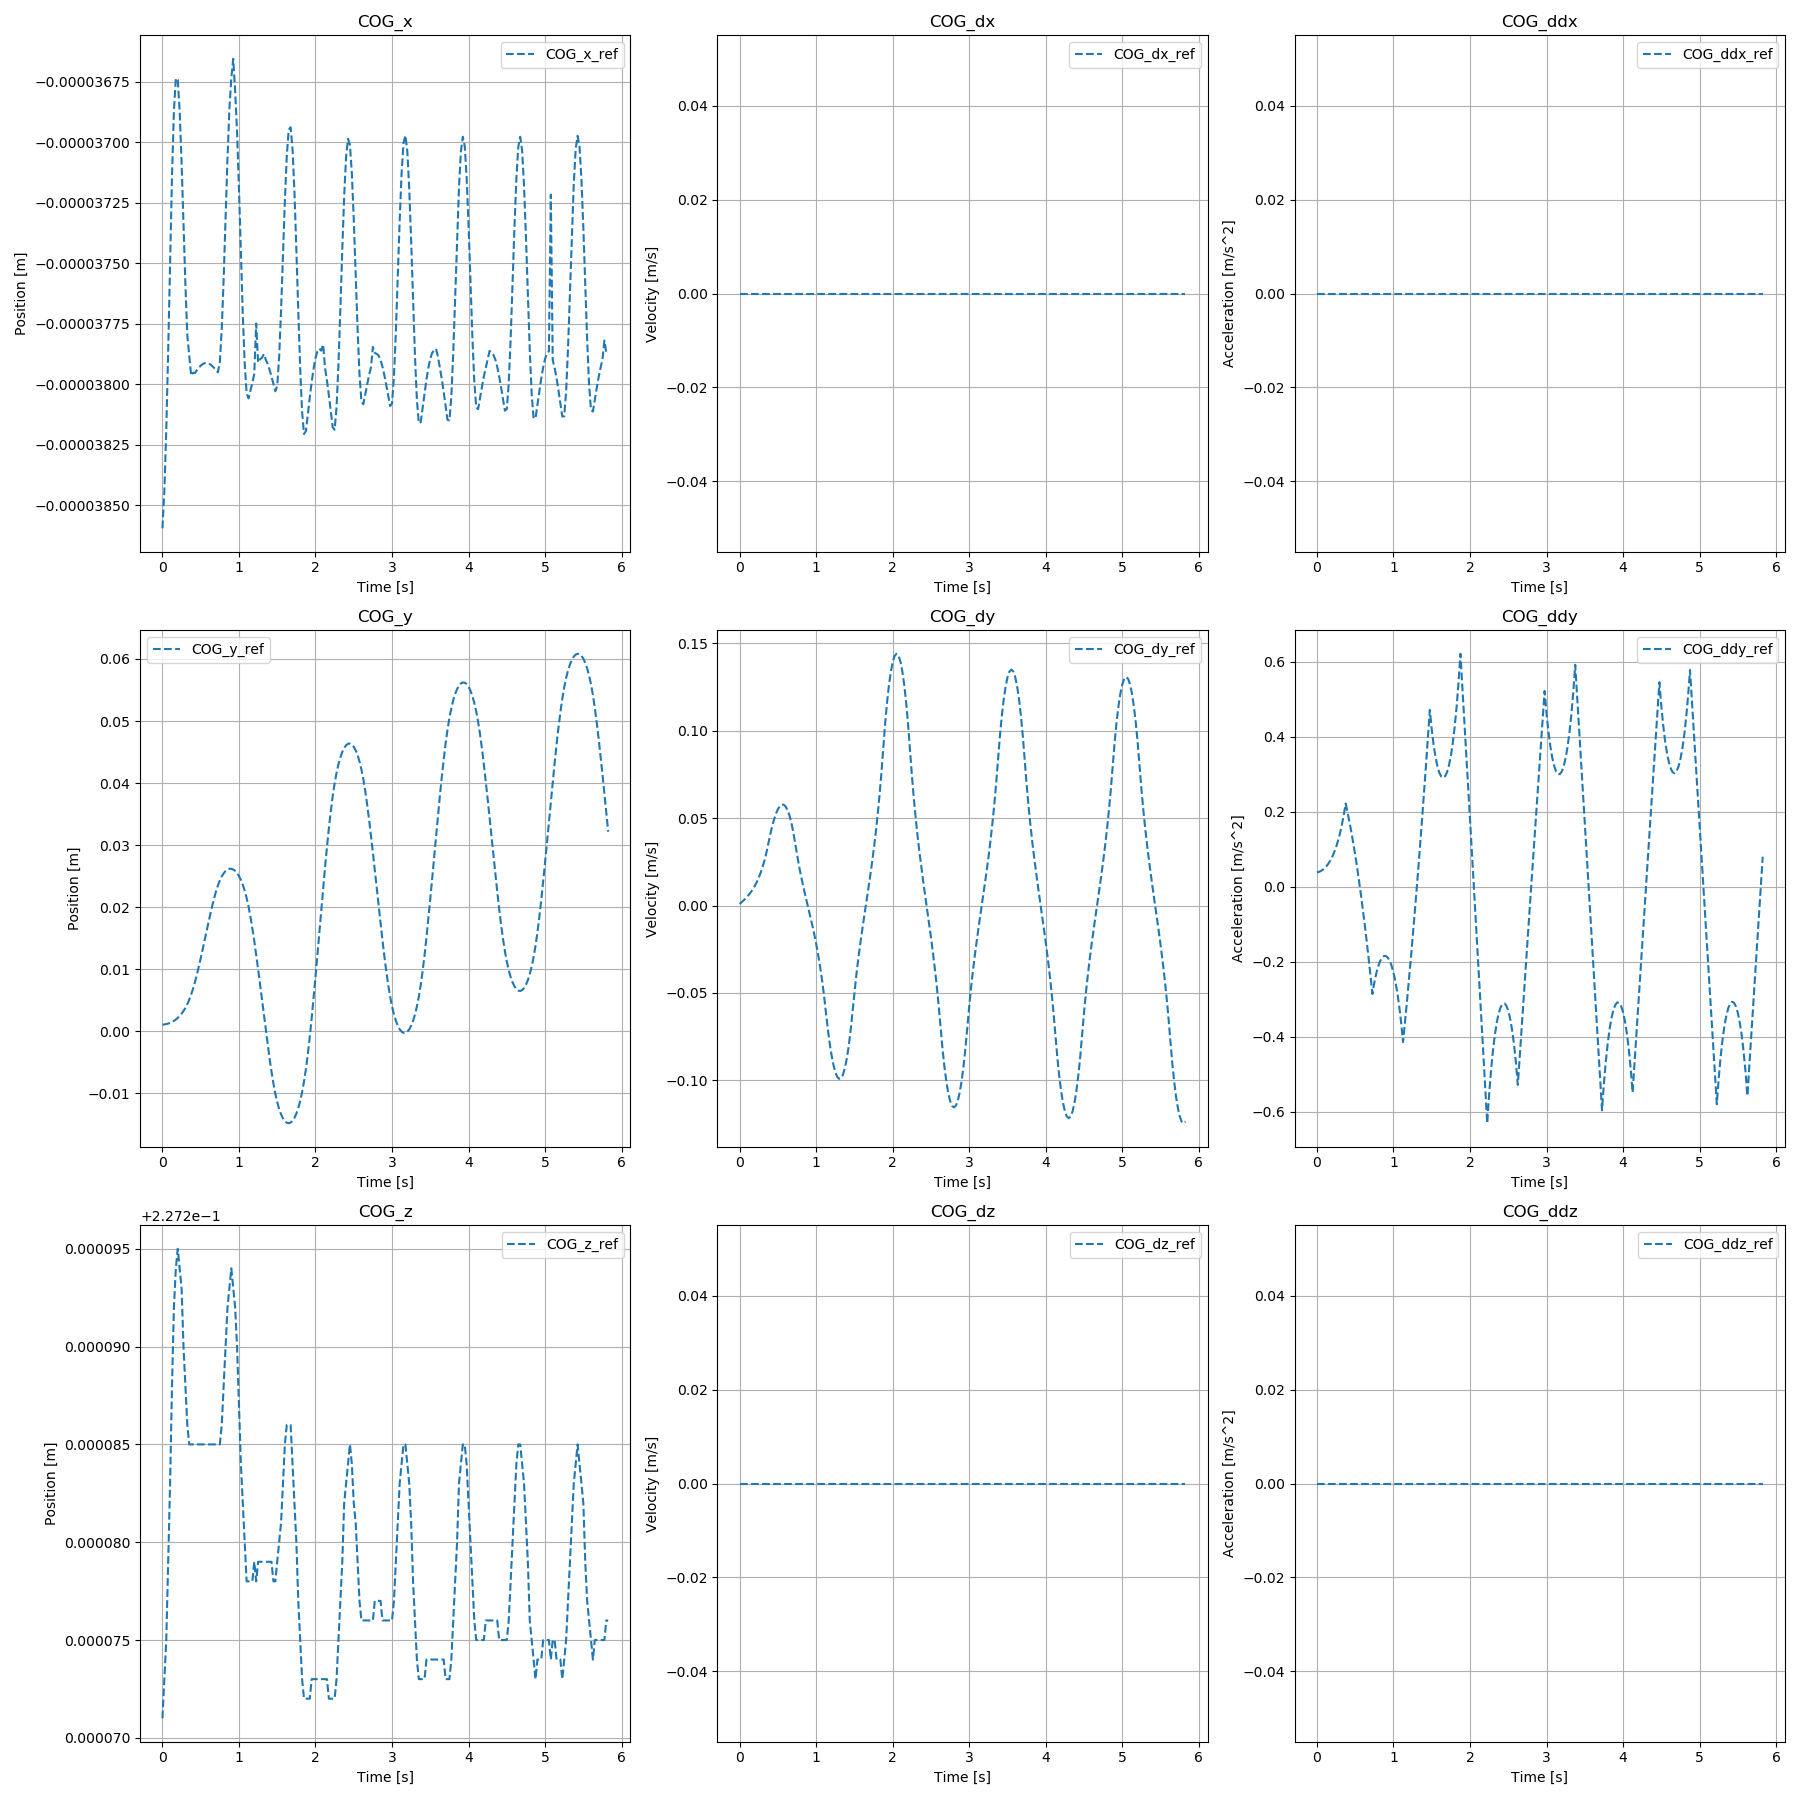 COG_x
COG_x_ref
−0.00003675
−0.00003700
−0.00003725
−0.00003750
−0.00003775
−0.00003800
−0.00003825
−0.00003850
Position [m]
0 1 2 3 4 5 6
Time [s]
COG_dx
COG_dx_ref
0.04
0.02
0.00
−0.02
−0.04
Velocity [m/s]
0 1 2 3 4 5 6
Time [s]
COG_ddx
COG_ddx_ref
0.04
0.02
0.00
−0.02
−0.04
Acceleration [m/s^2]
0 1 2 3 4 5 6
Time [s]
COG_y
COG_y_ref
0.06
0.05
0.04
0.03
0.02
0.01
0.00
−0.01
Position [m]
0 1 2 3 4 5 6
Time [s]
COG_dy
COG_dy_ref
0.15
0.10
0.05
0.00
−0.05
−0.10
Velocity [m/s]
0 1 2 3 4 5 6
Time [s]
COG_ddy
COG_ddy_ref
0.6
0.4
0.2
0.0
−0.2
−0.4
−0.6
Acceleration [m/s^2]
0 1 2 3 4 5 6
Time [s]
COG_z
+2.272e−1
COG_z_ref
0.000095
0.000090
0.000085
0.000080
0.000075
0.000070
Position [m]
0 1 2 3 4 5 6
Time [s]
COG_dz
COG_dz_ref
0.04
0.02
0.00
−0.02
−0.04
Velocity [m/s]
0 1 2 3 4 5 6
Time [s]
COG_ddz
COG_ddz_ref
0.04
0.02
0.00
−0.02
−0.04
Acceleration [m/s^2]
0 1 2 3 4 5 6
Time [s]